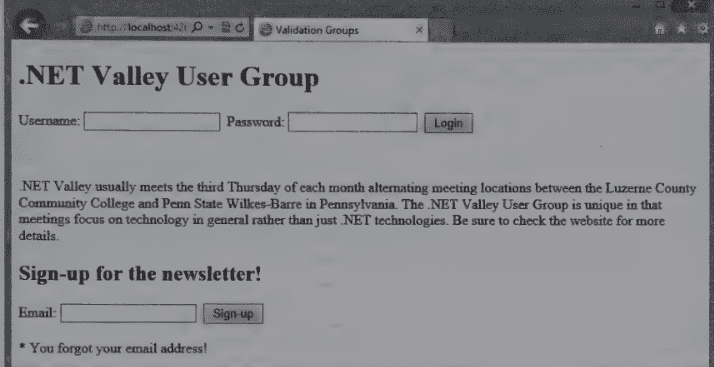 http://localhost:421
Validation Groups
.NET Valley User Group
Username: Password: Login
.NET Valley usually meets the third Thursday of each month alternating meeting locations between the Luzerne County
Community College and Penn State Wilkes-Barre in Pennsylvania. The .NET Valley User Group is unique in that
meetings focus on technology in general rather than just .NET technologies. Be sure to check the website for more
details.
Sign-up for the newsletter!
Email: Sign-up
* You forgot your email address!